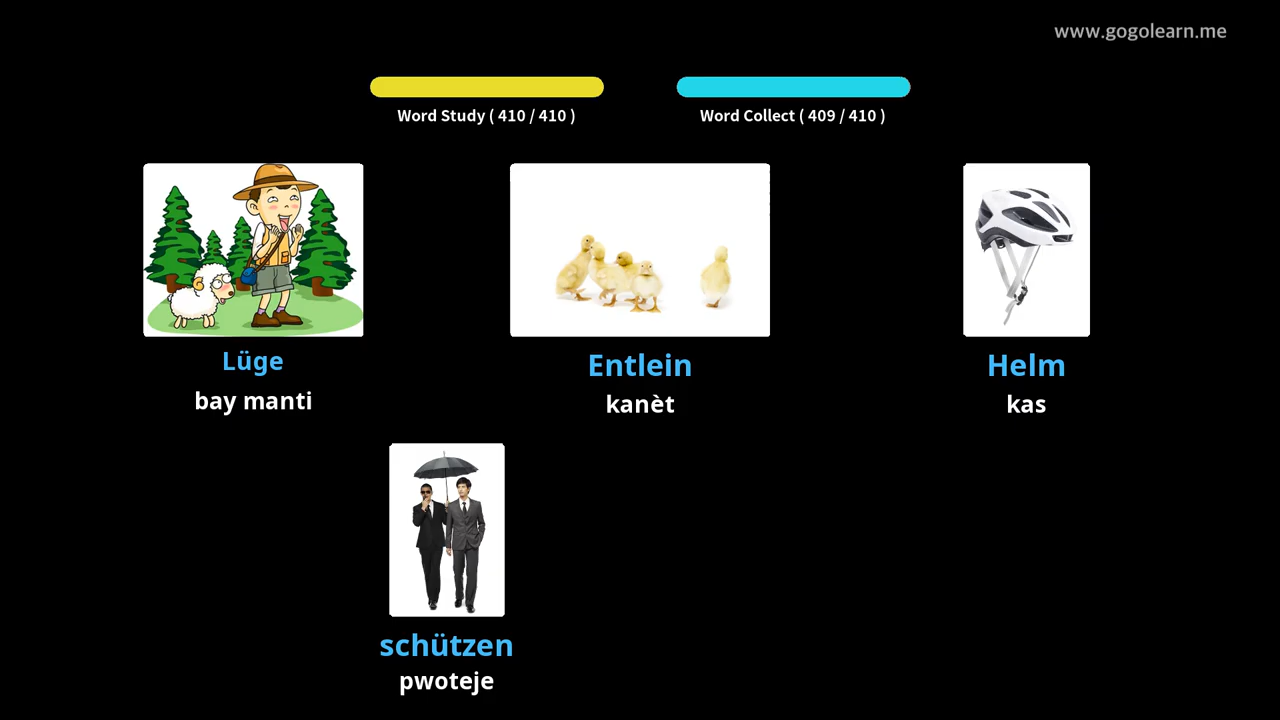 www.gogolearn.me
Word Study ( 410 / 410 )
Word Collect ( 409 / 410 )
Lüge
bay manti
Entlein
kanèt
Helm
kas
schützen
pwoteje